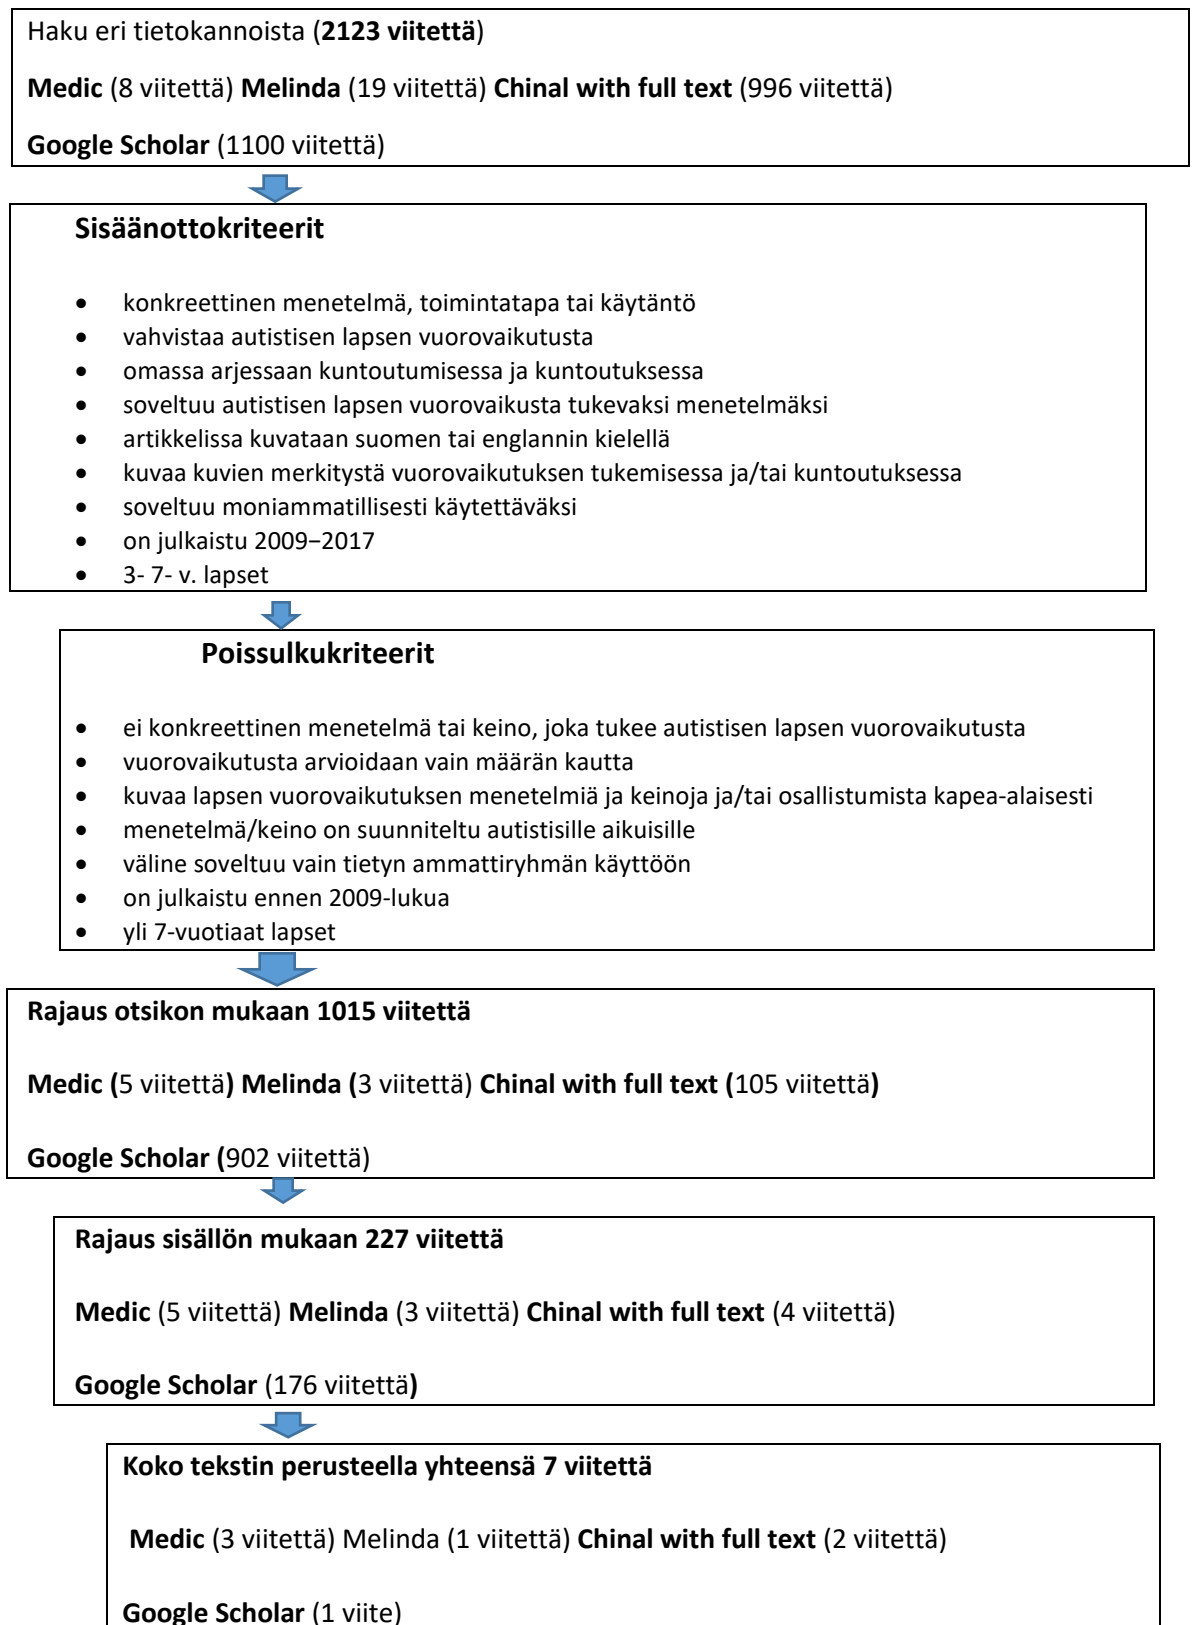 Haku eri tietokannoista (2123 viitettä)
Medic (8 viitettä) Melinda (19 viitettä) Chinal with full text (996 viitettä)
Google Scholar (1100 viitettä)
Sisäänottokriteerit
• konkreettinen menetelmä, toimintatapa tai käytäntö
• vahvistaa autistisen lapsen vuorovaikutusta
• omassa arjessaan kuntoutumisessa ja kuntoutuksessa
• soveltuu autistisen lapsen vuorovaikusta tukevaksi menetelmäksi
• artikkelissa kuvataan suomen tai englannin kielellä
• kuvaa kuvien merkitystä vuorovaikutuksen tukemisessa ja/tai kuntoutuksessa
• soveltuu moniammatillisesti käytettäväksi
• on julkaistu 2009−2017
• 3- 7- v. lapset
Poissulkukriteerit
• ei konkreettinen menetelmä tai keino, joka tukee autistisen lapsen vuorovaikutusta
• vuorovaikutusta arvioidaan vain määrän kautta
• kuvaa lapsen vuorovaikutuksen menetelmiä ja keinoja ja/tai osallistumista kapea-alaisesti
• menetelmä/keino on suunniteltu autistisille aikuisille
• väline soveltuu vain tietyn ammattiryhmän käyttöön
• on julkaistu ennen 2009-lukua
• yli 7-vuotiaat lapset
Rajaus otsikon mukaan 1015 viitettä
Medic (5 viitettä) Melinda (3 viitettä) Chinal with full text (105 viitettä)
Google Scholar (902 viitettä)
Rajaus sisällön mukaan 227 viitettä
Medic (5 viitettä) Melinda (3 viitettä) Chinal with full text (4 viitettä)
Google Scholar (176 viitettä)
Koko tekstin perusteella yhteensä 7 viitettä
Medic (3 viitettä) Melinda (1 viitettä) Chinal with full text (2 viitettä)
Google Scholar (1 viite)